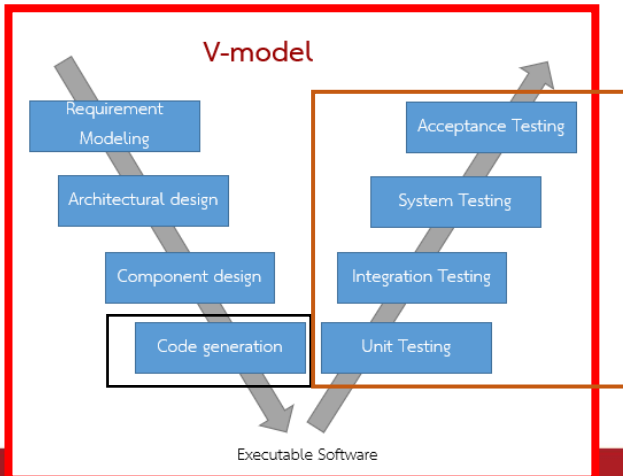 V-model
Requirement
Modeling
Acceptance Testing
Architectural design
System Testing
Component design
Integration Testing
Code generation
Unit Testing
Executable Software